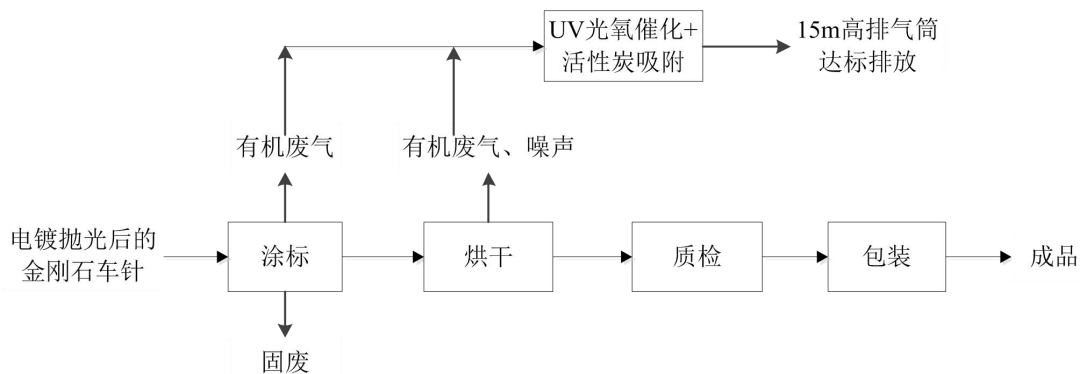 UV光氧催化+
活性炭吸附
15m高排气筒
达标排放
有机废气
有机废气、噪声
电镀抛光后的
金刚石车针
涂标
烘干
质检
包装
成品
固废